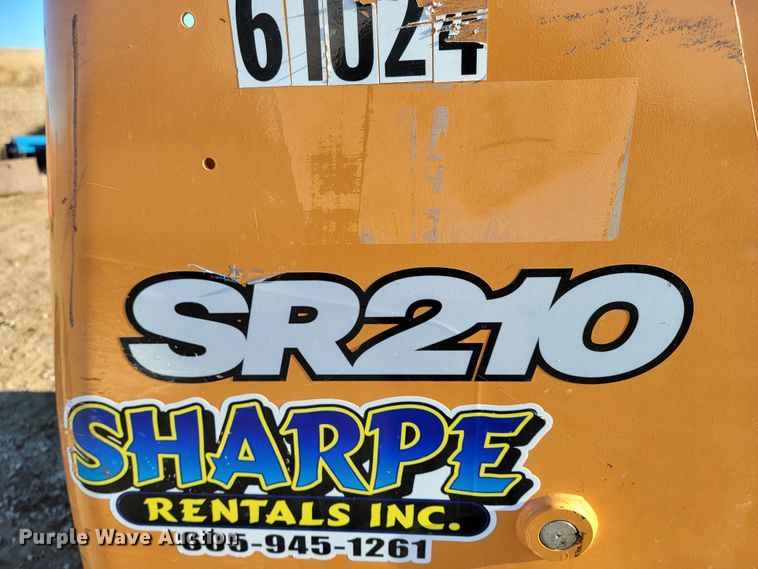 61024
SR210
SHARPE
RENTALS INC.
605-945-1261
Purple Wave Auction